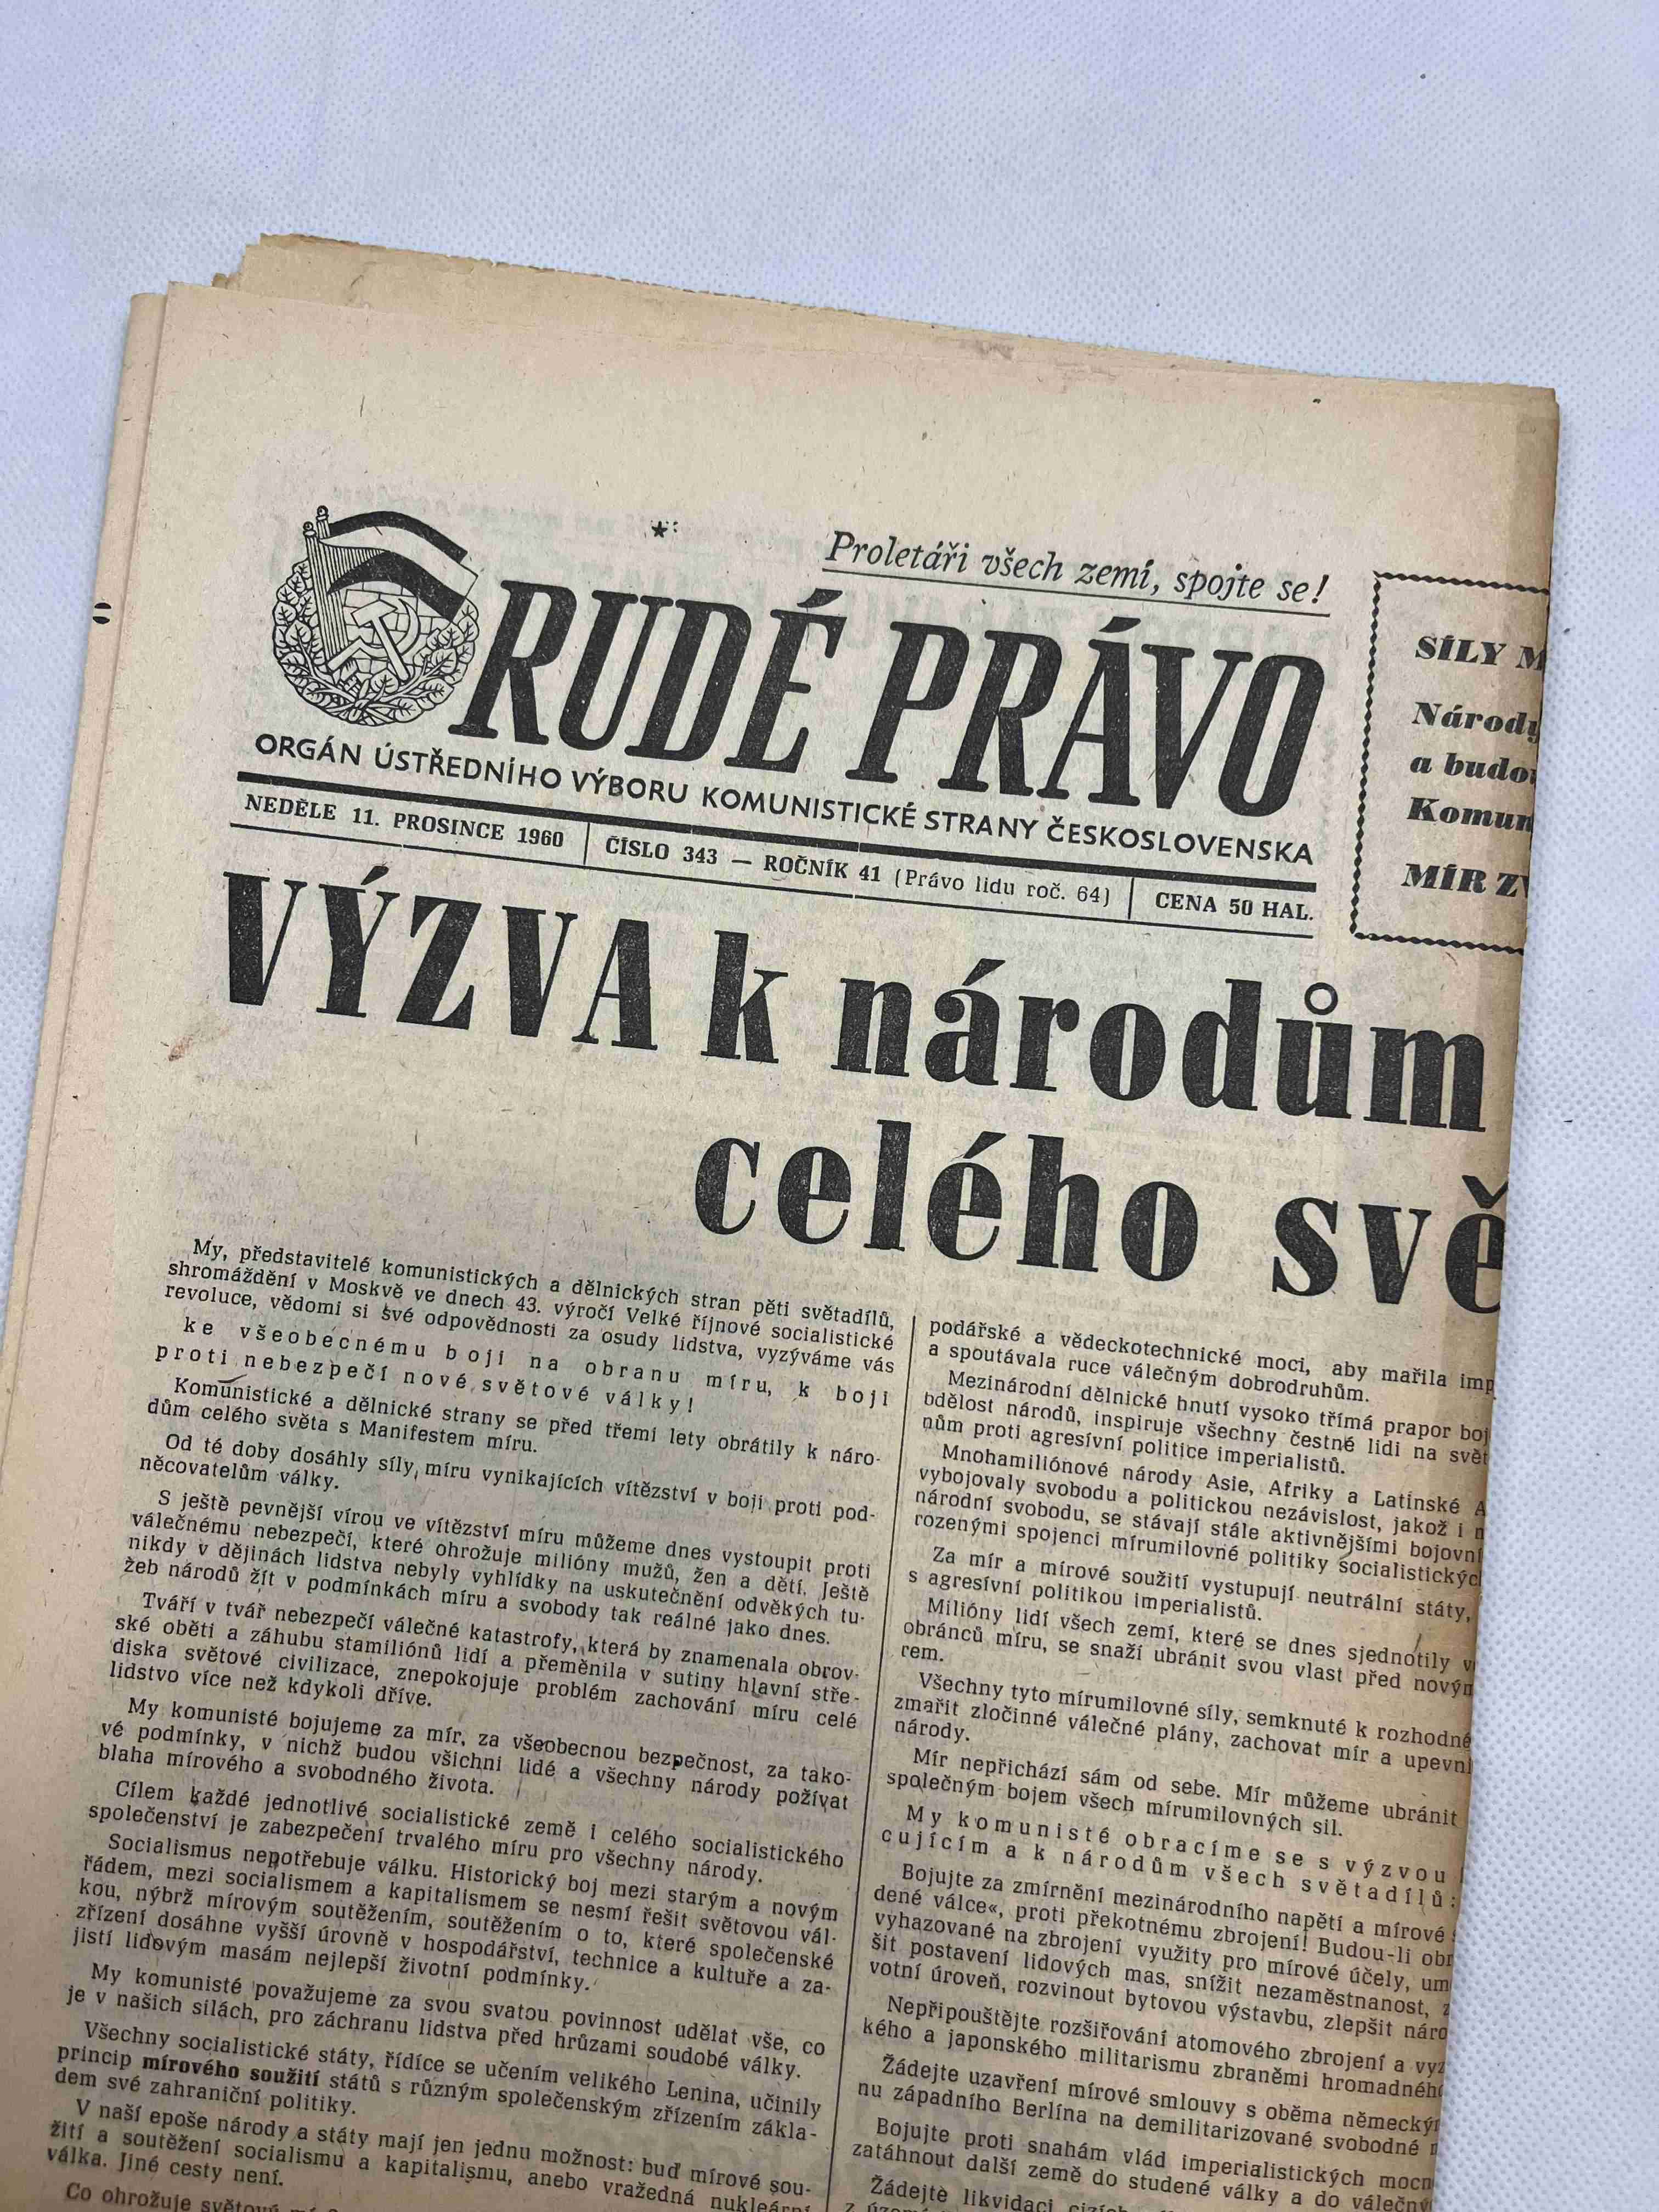 Proletáři všech zemí, spojte se!
RUDÉ PRÁVO
ORGÁN ÚSTŘEDNÍHO VÝBORU KOMUNISTICKÉ STRANY ČESKOSLOVENSKA
NEDĚLE 11. PROSINCE 1960
ČÍSLO 343 — ROČNÍK 41 (Právo lidu roč. 64)
CENA 50 HAL.
SÍLY M
Národy
a budov
Komun
MÍR ZV
VÝZVA k národům
celého svě
My, představitelé komunistických a dělnických stran pěti světadílů,
shromáždění v Moskvě ve dnech 43. výročí Velké říjnové socialistické
revoluce, vědomi si své odpovědnosti za osudy lidstva, vyzýváme vás
ke všeobecnému boji na obranu míru, k boji
proti nebezpečí nové světové války!
Komunistické a dělnické strany se před třemi lety obrátily k náro-
dům celého světa s Manifestem míru.
Od té doby dosáhly síly míru vynikajících vítězství v boji proti pod-
něcovatelům války.
S ještě pevnější vírou ve vítězství míru můžeme dnes vystoupit proti
válečnému nebezpečí, které ohrožuje milióny mužů, žen a dětí. Ještě
nikdy v dějinách lidstva nebyly vyhlídky na uskutečnění odvěkých tu-
žeb národů žít v podmínkách míru a svobody tak reálné jako dnes.
Tváří v tvář nebezpečí válečné katastrofy, která by znamenala obrov-
ské oběti a záhubu stamiliónů lidí a přeměnila v sutiny hlavní stře-
diska světové civilizace, znepokojuje problém zachování míru celé
lidstvo více než kdykoli dříve.
My komunisté bojujeme za mír, za všeobecnou bezpečnost, za tako-
vé podmínky, v nichž budou všichni lidé a všechny národy požívat
blaha mírového a svobodného života.
Cílem každé jednotlivé socialistické země i celého socialistického
společenství je zabezpečení trvalého míru pro všechny národy.
Socialismus nepotřebuje válku. Historický boj mezi starým a novým
řádem, mezi socialismem a kapitalismem se nesmí řešit světovou vál-
kou, nýbrž mírovým soutěžením, soutěžením o to, které společenské
zřízení dosáhne vyšší úrovně v hospodářství, technice a kultuře a za-
jistí lidovým masám nejlepší životní podmínky.
My komunisté považujeme za svou svatou povinnost udělat vše, co
je v našich silách, pro záchranu lidstva před hrůzami soudobé války.
Všechny socialistické státy, řídíce se učením velikého Lenina, učinily
princip mírového soužití států s různým společenským zřízením zákla-
dem své zahraniční politiky.
V naší epoše národy a státy mají jen jednu možnost: buď mírové sou-
žití a soutěžení socialismu a kapitalismu, anebo vražedná nukleární
válka. Jiné cesty není.
Co ohrožuje světový
podářské a vědeckotechnické moci, aby mařila imp
a spoutávala ruce válečným dobrodruhům.
Mezinárodní dělnické hnutí vysoko třímá prapor boj
bdělost národů, inspiruje všechny čestné lidi na svět
nům proti agresívní politice imperialistů.
Mnohamiliónové národy Asie, Afriky a Latinské A
vybojovaly svobodu a politickou nezávislost, jakož i n
národní svobodu, se stávají stále aktivnějšími bojovní
rozenými spojenci mírumilovné politiky socialistickýc
Za mír a mírové soužití vystupují neutrální státy,
s agresívní politikou imperialistů.
Milióny lidí všech zemí, které se dnes sjednotily v
obránců míru, se snaží ubránit svou vlast před novým
rem.
Všechny tyto mírumilovné síly, semknuté k rozhodné
zmařit zločinné válečné plány, zachovat mír a upevni
národy.
Mír nepřichází sám od sebe. Mír můžeme ubránit
společným bojem všech mírumilovných sil.
My komunisté obracíme se s výzvou
cujícím a k národům všech světadílů:
Bojujte za zmírnění mezinárodního napětí a mírové
dené válce«, proti překotnému zbrojení! Budou-li obr
vyhazované na zbrojení využity pro mírové účely, um
šit postavení lidových mas, snížit nezaměstnanost, z
votní úroveň, rozvinout bytovou výstavbu, zlepšit náro
Nepřipouštějte rozšiřování atomového zbrojení a vyz
kého a japonského militarismu zbraněmi hromadného
Žádejte uzavření mírové smlouvy s oběma německý
nu západního Berlína na demilitarizované svobodné m
Bojujte proti snahám vlád imperialistických mocn
zatáhnout další země do studené války a do válečný
Žádejte likvidaci cizích
z území